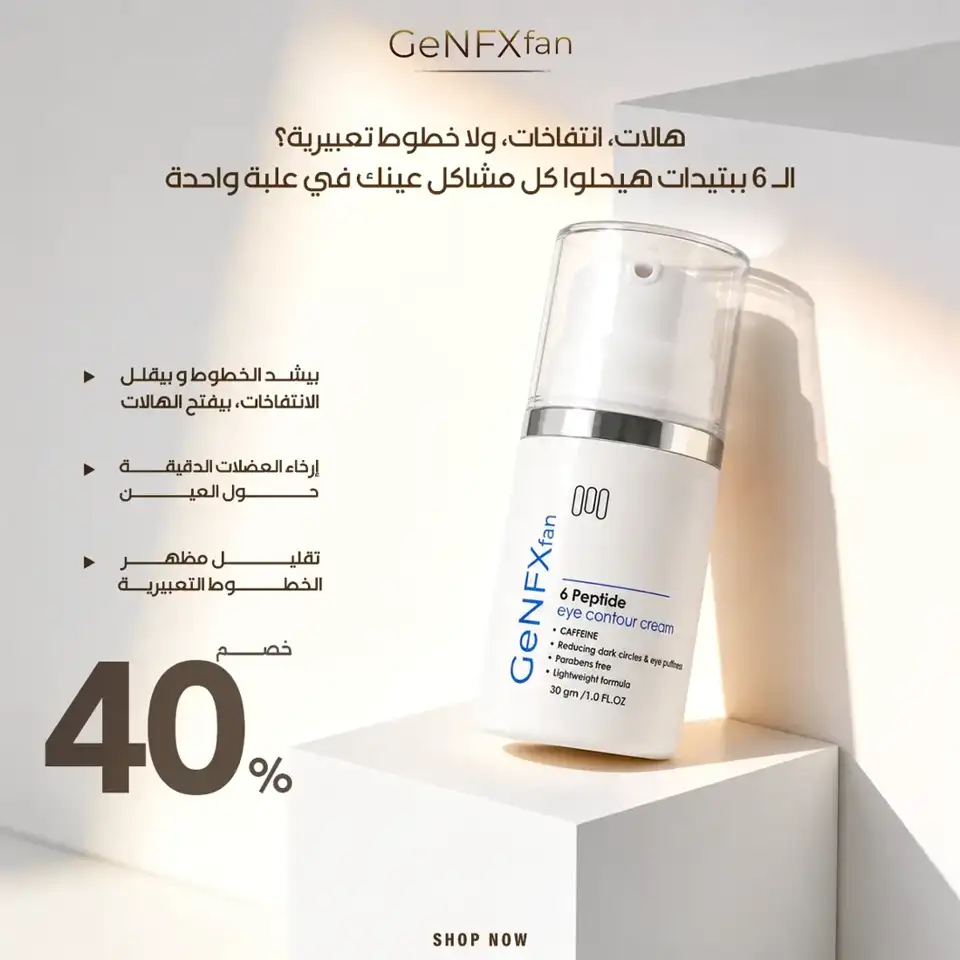 GeNFXfan
هالات، انتفاخات، ولا خطوط تعبيرية؟
الـ 6 ببتيدات هيحلوا كل مشاكل عينك في علبة واحدة
بيشد الخطوط و بيقلل
الانتفاخات، بيفتح الهالات
إرخاء العضلات الدقيقة
حول العين
تقليل مظهر
الخطوط التعبيرية
خصم
40%
GeNFXfan
6 Peptide
eye contour cream
• CAFFEINE
• Reducing dark circles & eye puffiness
• Parabens free
• Lightweight formula
30 gm /1.0 FL.OZ
SHOP NOW